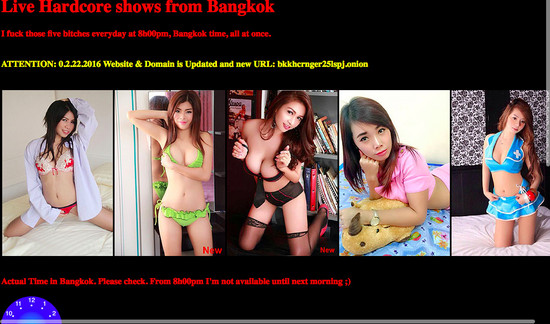 Live Hardcore shows from Bangkok
I fuck those five bitches everyday at 8h00pm, Bangkok time, all at once.
ATTENTION: 0.2.22.2016 Website & Domain is Updated and new URL: bkkhcrnger25lspj.onion
New
New
Actual Time in Bangkok. Please check. From 8h00pm I'm not available until next morning ;)
10
11
12
1
2